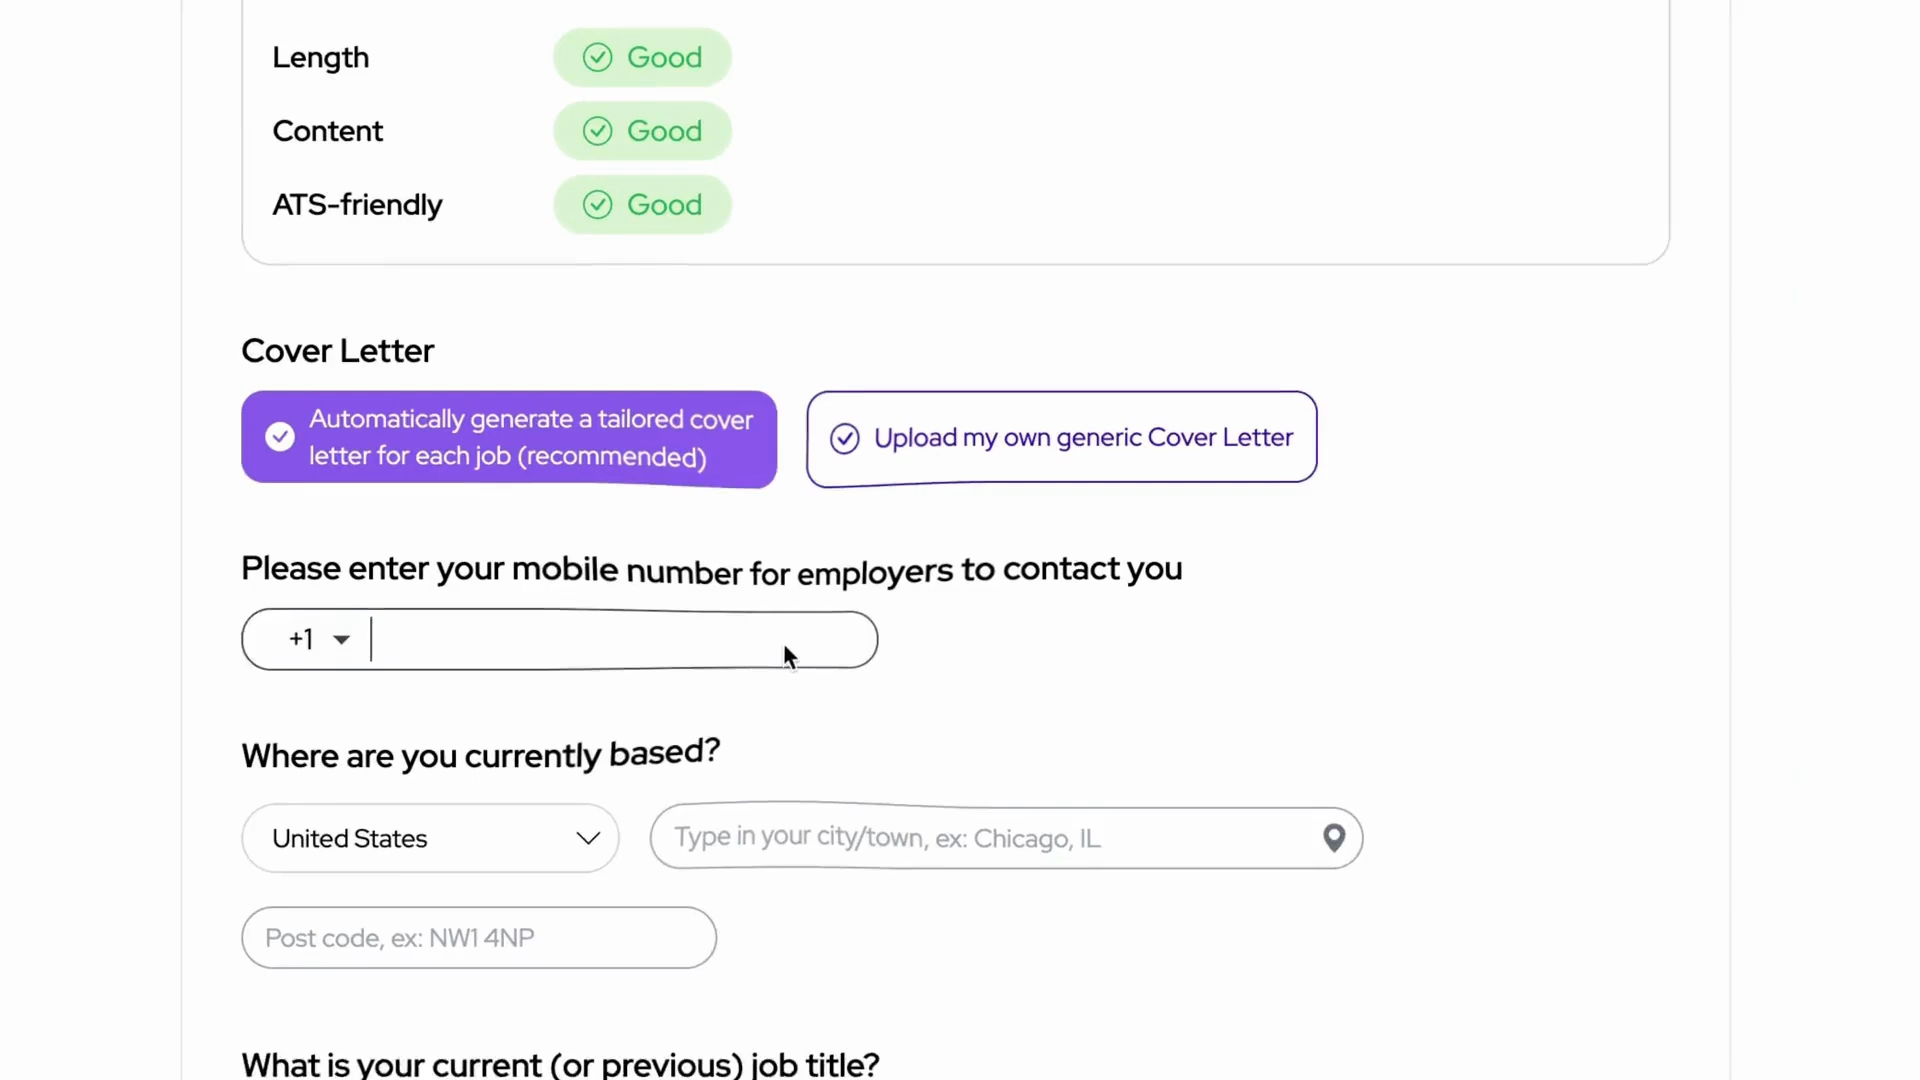 Length Good
Content Good
ATS-friendly Good
Cover Letter
Automatically generate a tailored cover
letter for each job (recommended)
Upload my own generic Cover Letter
Please enter your mobile number for employers to contact you
+1
Where are you currently based?
United States
Type in your city/town, ex: Chicago, IL
Post code, ex: NW1 4NP
What is your current (or previous) job title?